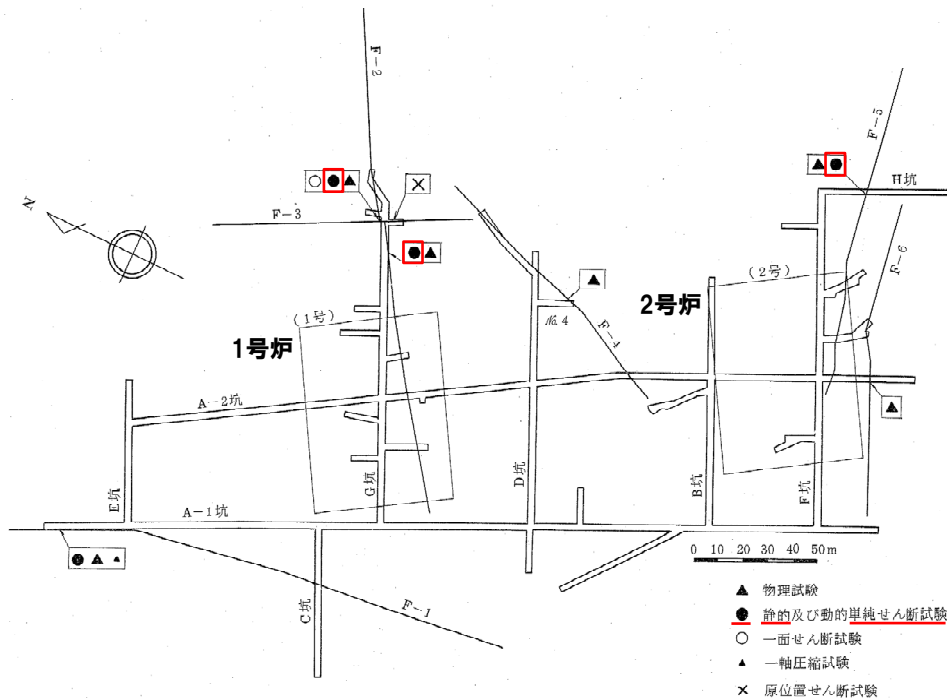 F-2
F-5
H坑
F-3
F-6
N
(2号)
2号炉
(1号)
No.4
1号炉
F-4
A-2坑
E坑
G坑
D坑
B坑
F坑
A-1坑
0 10 20 30 40 50m
C坑
F-1
▲ 物理試験
● 静的及び動的単純せん断試験
○ 一面せん断試験
▲ 一軸圧縮試験
× 原位置せん断試験